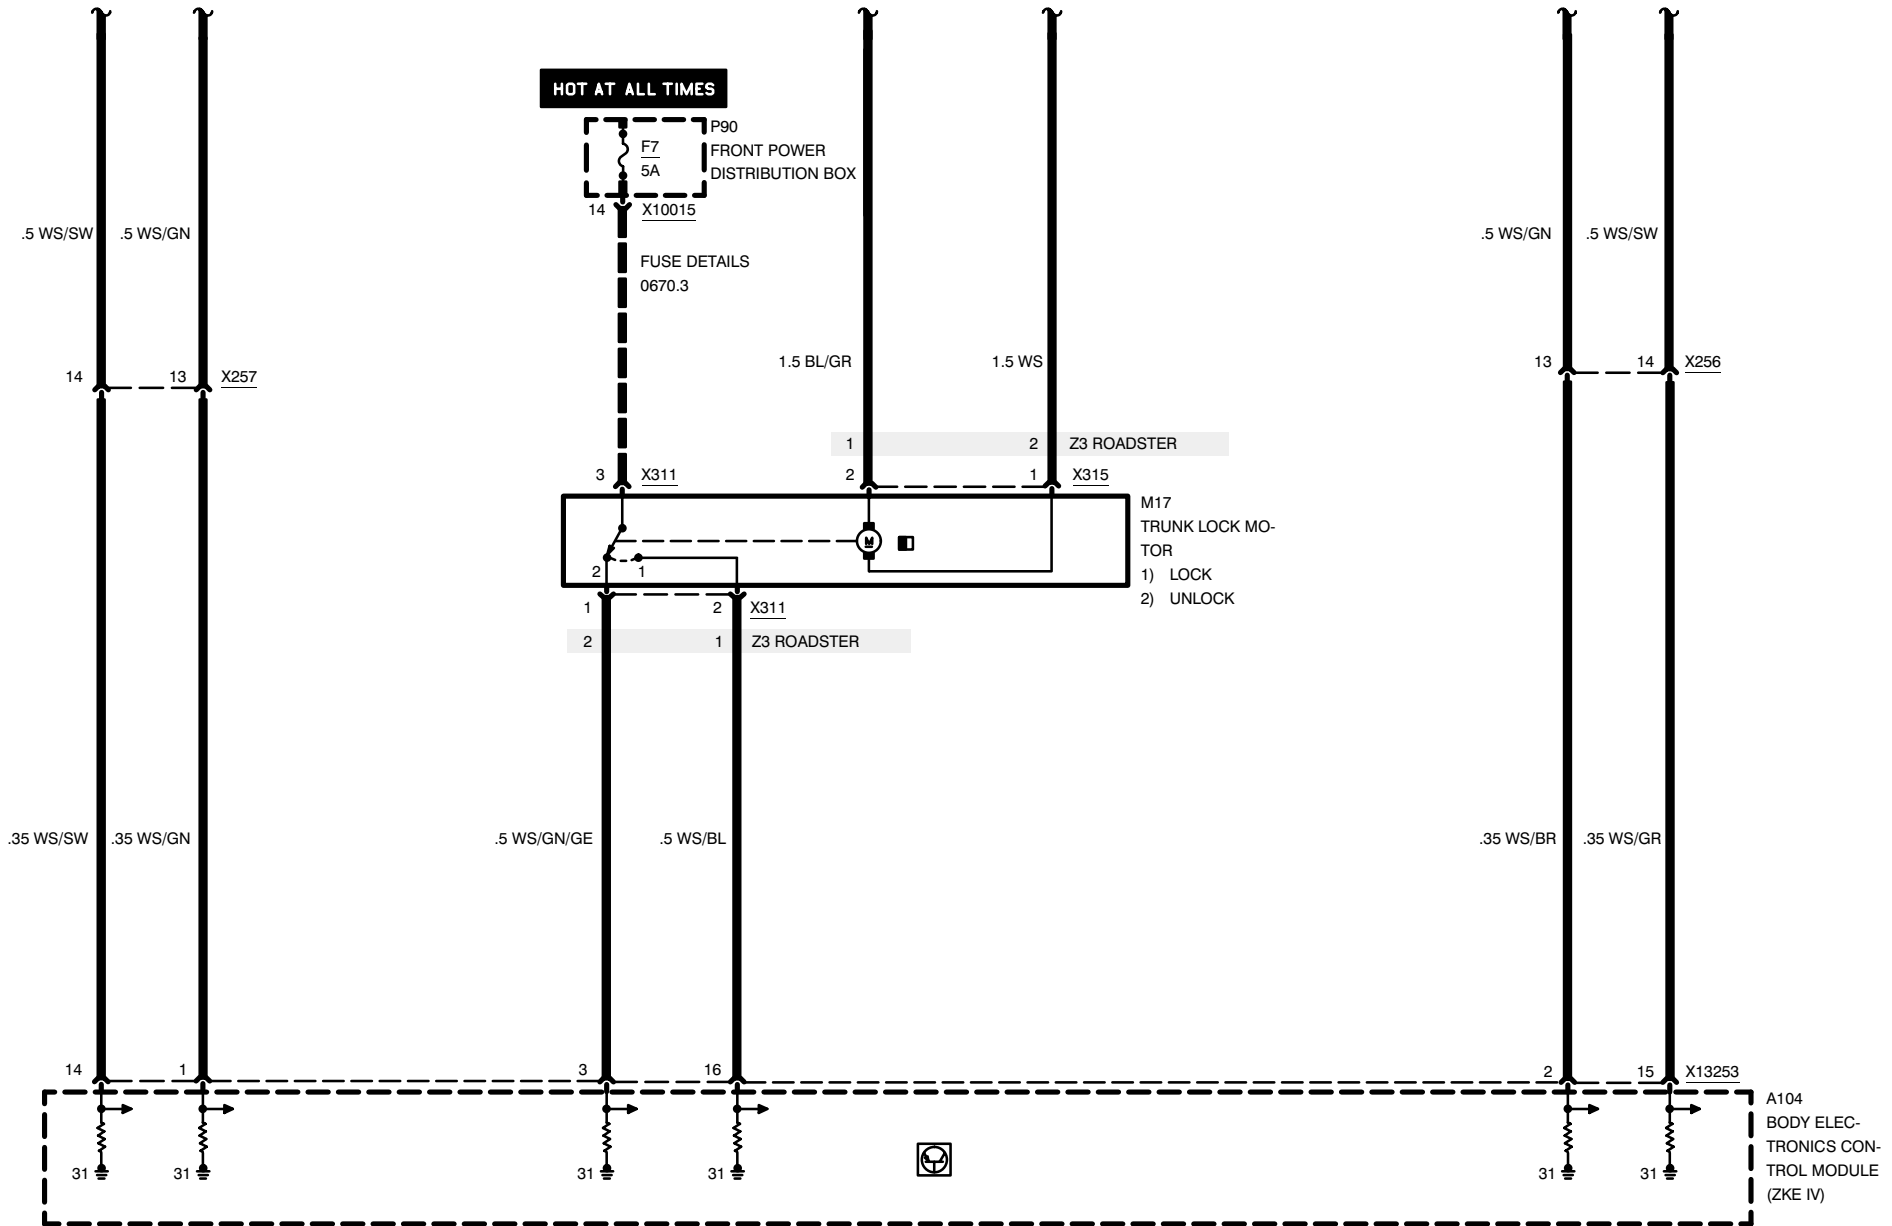 HOT AT ALL TIMES
P90
FRONT POWER
DISTRIBUTION BOX
F7
5A
14 X10015
.5 WS/SW .5 WS/GN
.5 WS/GN .5 WS/SW
FUSE DETAILS
0670.3
1.5 BL/GR 1.5 WS
14 13 X257
13 14 X256
1 2 Z3 ROADSTER
3 X311
2 1 X315
M17
TRUNK LOCK MO-
TOR
1) LOCK
2) UNLOCK
M
2 1
1 2 X311
2 1 Z3 ROADSTER
.35 WS/SW .35 WS/GN
.5 WS/GN/GE .5 WS/BL
.35 WS/BR .35 WS/GR
14 1 3 16 2 15 X13253
A104
BODY ELEC-
TRONICS CON-
TROL MODULE
(ZKE IV)
31 31 31 31 31 31